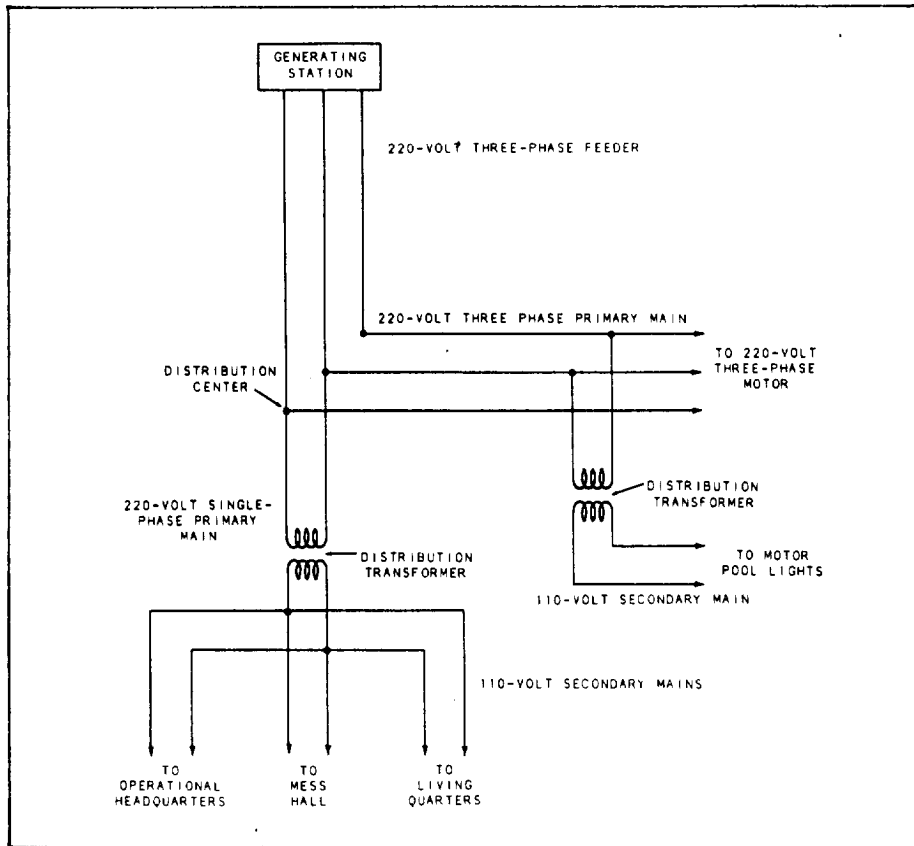 GENERATING
STATION
220-VOLT THREE-PHASE FEEDER
220-VOLT THREE PHASE PRIMARY MAIN
TO 220-VOLT
THREE-PHASE
MOTOR
DISTRIBUTION
CENTER
DISTRIBUTION
TRANSFORMER
220-VOLT SINGLE-
PHASE PRIMARY
MAIN
DISTRIBUTION
TRANSFORMER
TO MOTOR
POOL LIGHTS
110-VOLT SECONDARY MAIN
110-VOLT SECONDARY MAINS
TO
OPERATIONAL
HEADQUARTERS
TO
MESS
HALL
TO
LIVING
QUARTERS